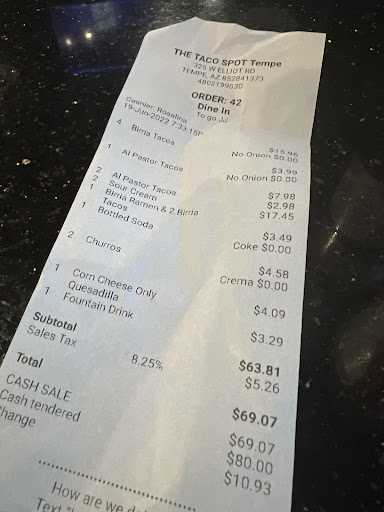 THE TACO SPOT Tempe
325 W ELLIOT RD
TEMPE, AZ 852841373
4802199030
ORDER: 42
Dine In
To go JJ
Cashier: Roselina
19-Jun-2022 7:33:15P
4 Birria Tacos $15.96
No Onion $0.00
1 Al Pastor Tacos $3.99
No Onion $0.00
2 Al Pastor Tacos $7.98
2 Sour Cream $2.98
1 Birria Ramen & 2 Birria $17.45
Tacos
1 Bottled Soda $3.49
Coke $0.00
2 Churros $4.58
Crema $0.00
1 Corn Cheese Only $4.09
Quesadilla
1 Fountain Drink $3.29
Subtotal $63.81
Sales Tax 8.25% $5.26
Total $69.07
CASH SALE $69.07
Cash tendered $80.00
Change $10.93
How are we
Text